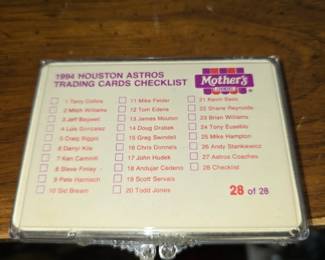 1994 HOUSTON ASTROS
TRADING CARDS CHECKLIST
Mother's
COOKIES
1 Terry Collins
2 Mitch Williams
3 Jeff Bagwell
4 Luis Gonzalez
5 Craig Biggio
6 Darryl Kile
7 Ken Caminiti
8 Steve Finley
9 Pete Harnisch
10 Sid Bream
11 Mike Felder
12 Tom Edens
13 James Mouton
14 Doug Drabek
15 Greg Swindell
16 Chris Donnels
17 John Hudek
18 Andujar Cedeno
19 Scott Servais
20 Todd Jones
21 Kevin Bass
22 Shane Reynolds
23 Brian Williams
24 Tony Eusebio
25 Mike Hampton
26 Andy Stankiewicz
27 Astros Coaches
28 Checklist
28 of 28